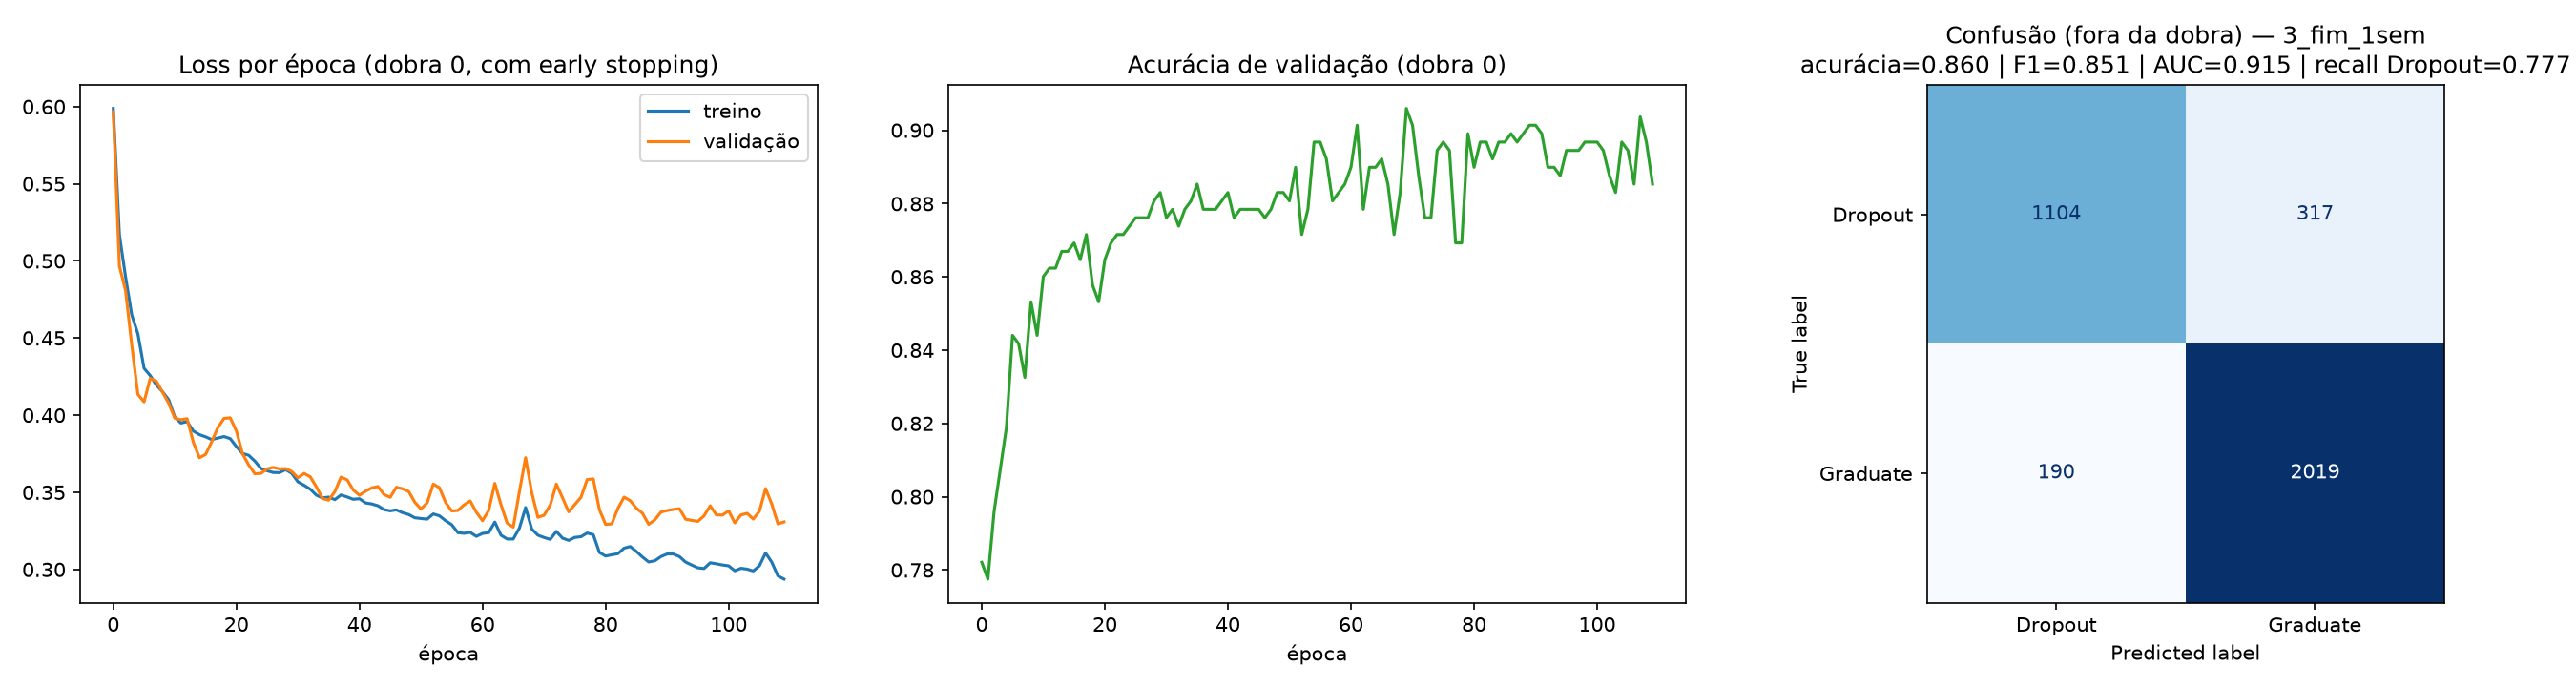 Loss por época (dobra 0, com early stopping)
0.60
0.55
0.50
0.45
0.40
0.35
0.30
treino
validação
0 20 40 60 80 100
época
Acurácia de validação (dobra 0)
0.90
0.88
0.86
0.84
0.82
0.80
0.78
0 20 40 60 80 100
época
Confusão (fora da dobra) — 3_fim_1sem
acurácia=0.860 | F1=0.851 | AUC=0.915 | recall Dropout=0.777
True label
Dropout
1104 317
Graduate
190 2019
Dropout Graduate
Predicted label